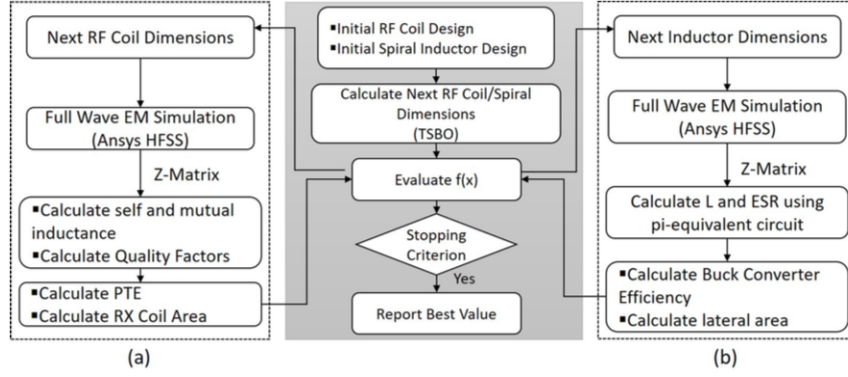 Next RF Coil Dimensions
Full Wave EM Simulation
(Ansys HFSS)
Z-Matrix
▪Calculate self and mutual
inductance
▪Calculate Quality Factors
▪Calculate PTE
▪Calculate RX Coil Area
(a)
▪Initial RF Coil Design
▪Initial Spiral Inductor Design
Calculate Next RF Coil/Spiral
Dimensions
(TSBO)
Evaluate f(x)
Stopping
Criterion
Yes
Report Best Value
Next Inductor Dimensions
Full Wave EM Simulation
(Ansys HFSS)
Z-Matrix
Calculate L and ESR using
pi-equivalent circuit
▪Calculate Buck Converter
Efficiency
▪Calculate lateral area
(b)